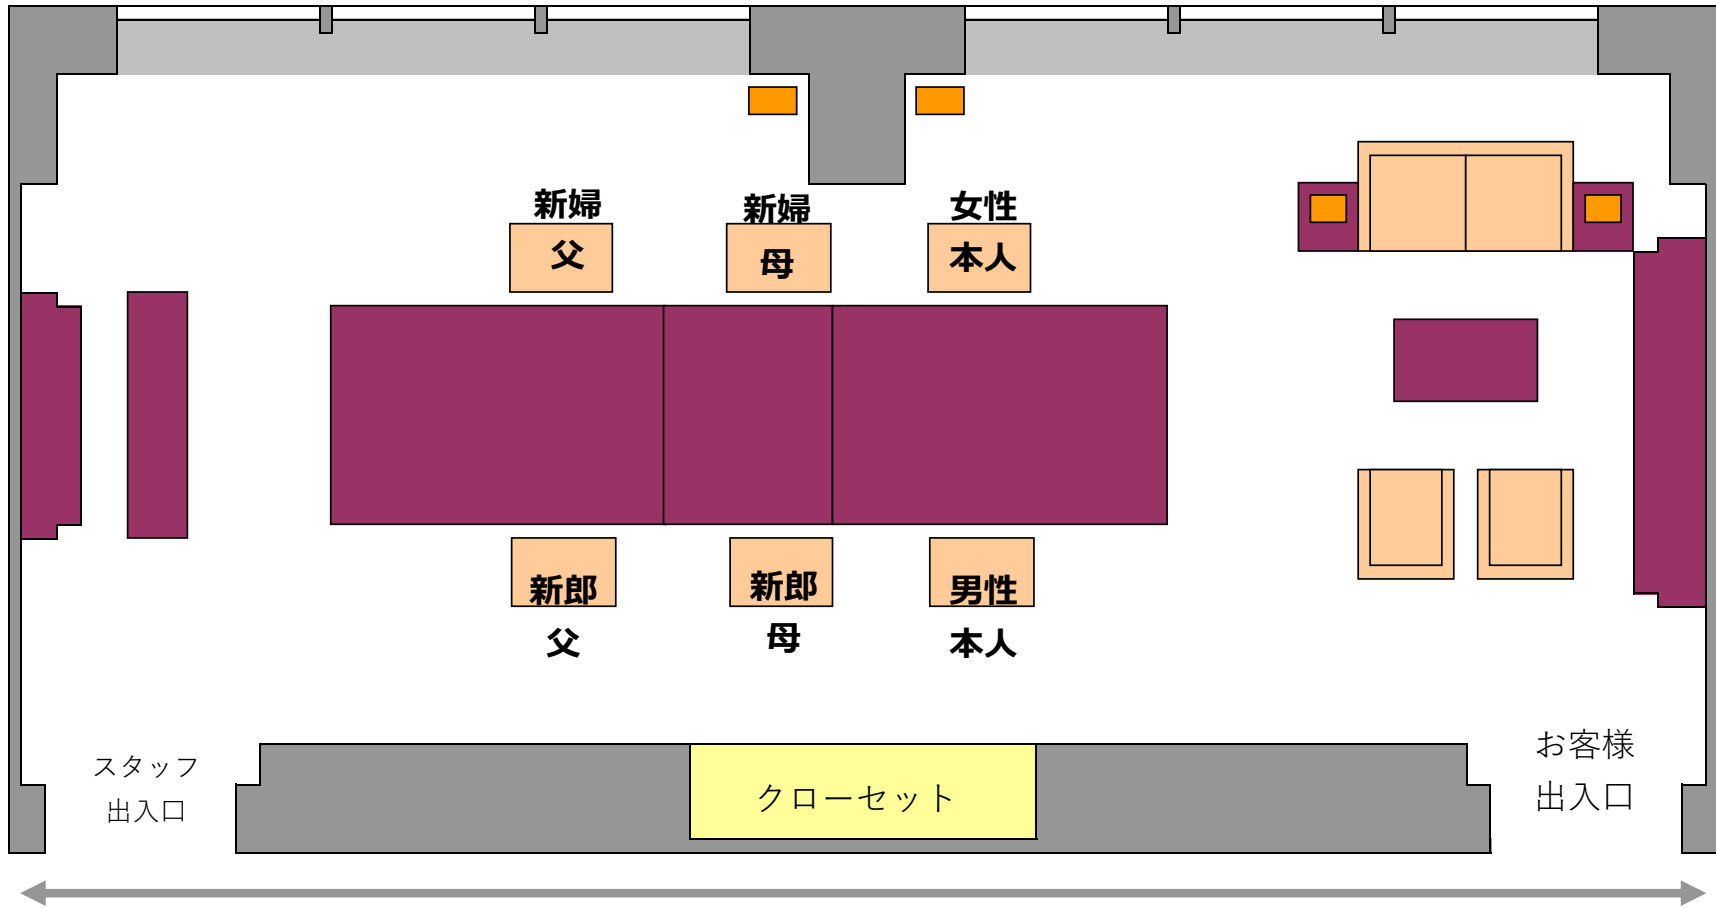 新婦
父
新婦
母
女性
本人
新郎
父
新郎
母
男性
本人
スタッフ
出入口
クローセット
お客様
出入口